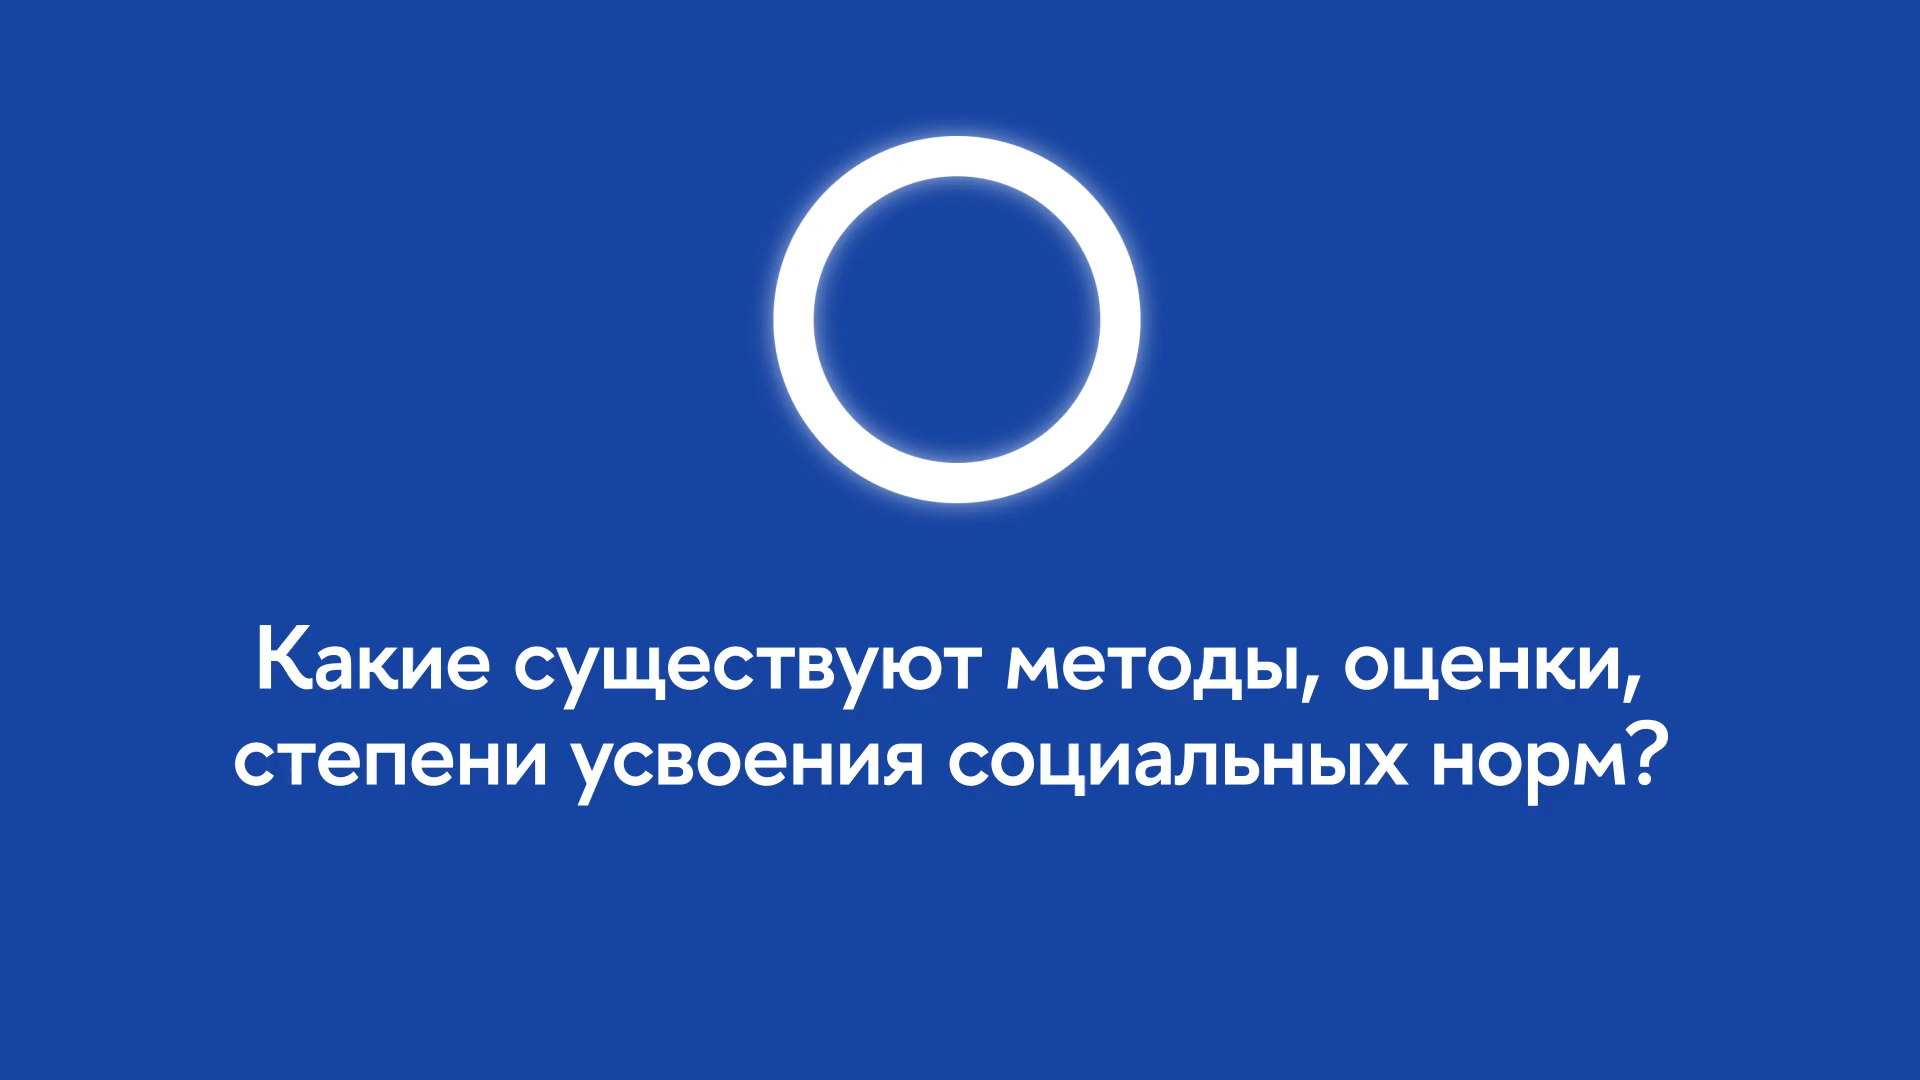 Какие существуют методы, оценки,
степени усвоения социальных норм?